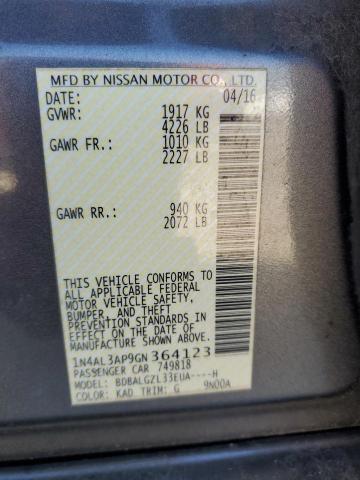 MFD BY NISSAN MOTOR CO., LTD.
DATE: 04/16
GVWR: 1917 KG
4226 LB
GAWR FR.: 1010 KG
2227 LB
GAWR RR.: 940 KG
2072 LB
THIS VEHICLE CONFORMS TO
ALL APPLICABLE FEDERAL
MOTOR VEHICLE SAFETY,
BUMPER, AND THEFT
PREVENTION STANDARDS
IN EFFECT ON THE DATE OF
MANUFACTURE SHOWN ABOVE.
1N4AL3AP9GN364123
PASSENGER CAR 749818
MODEL: BDBALGZL33EUA----H
COLOR: KAD TRIM: G 9N00A